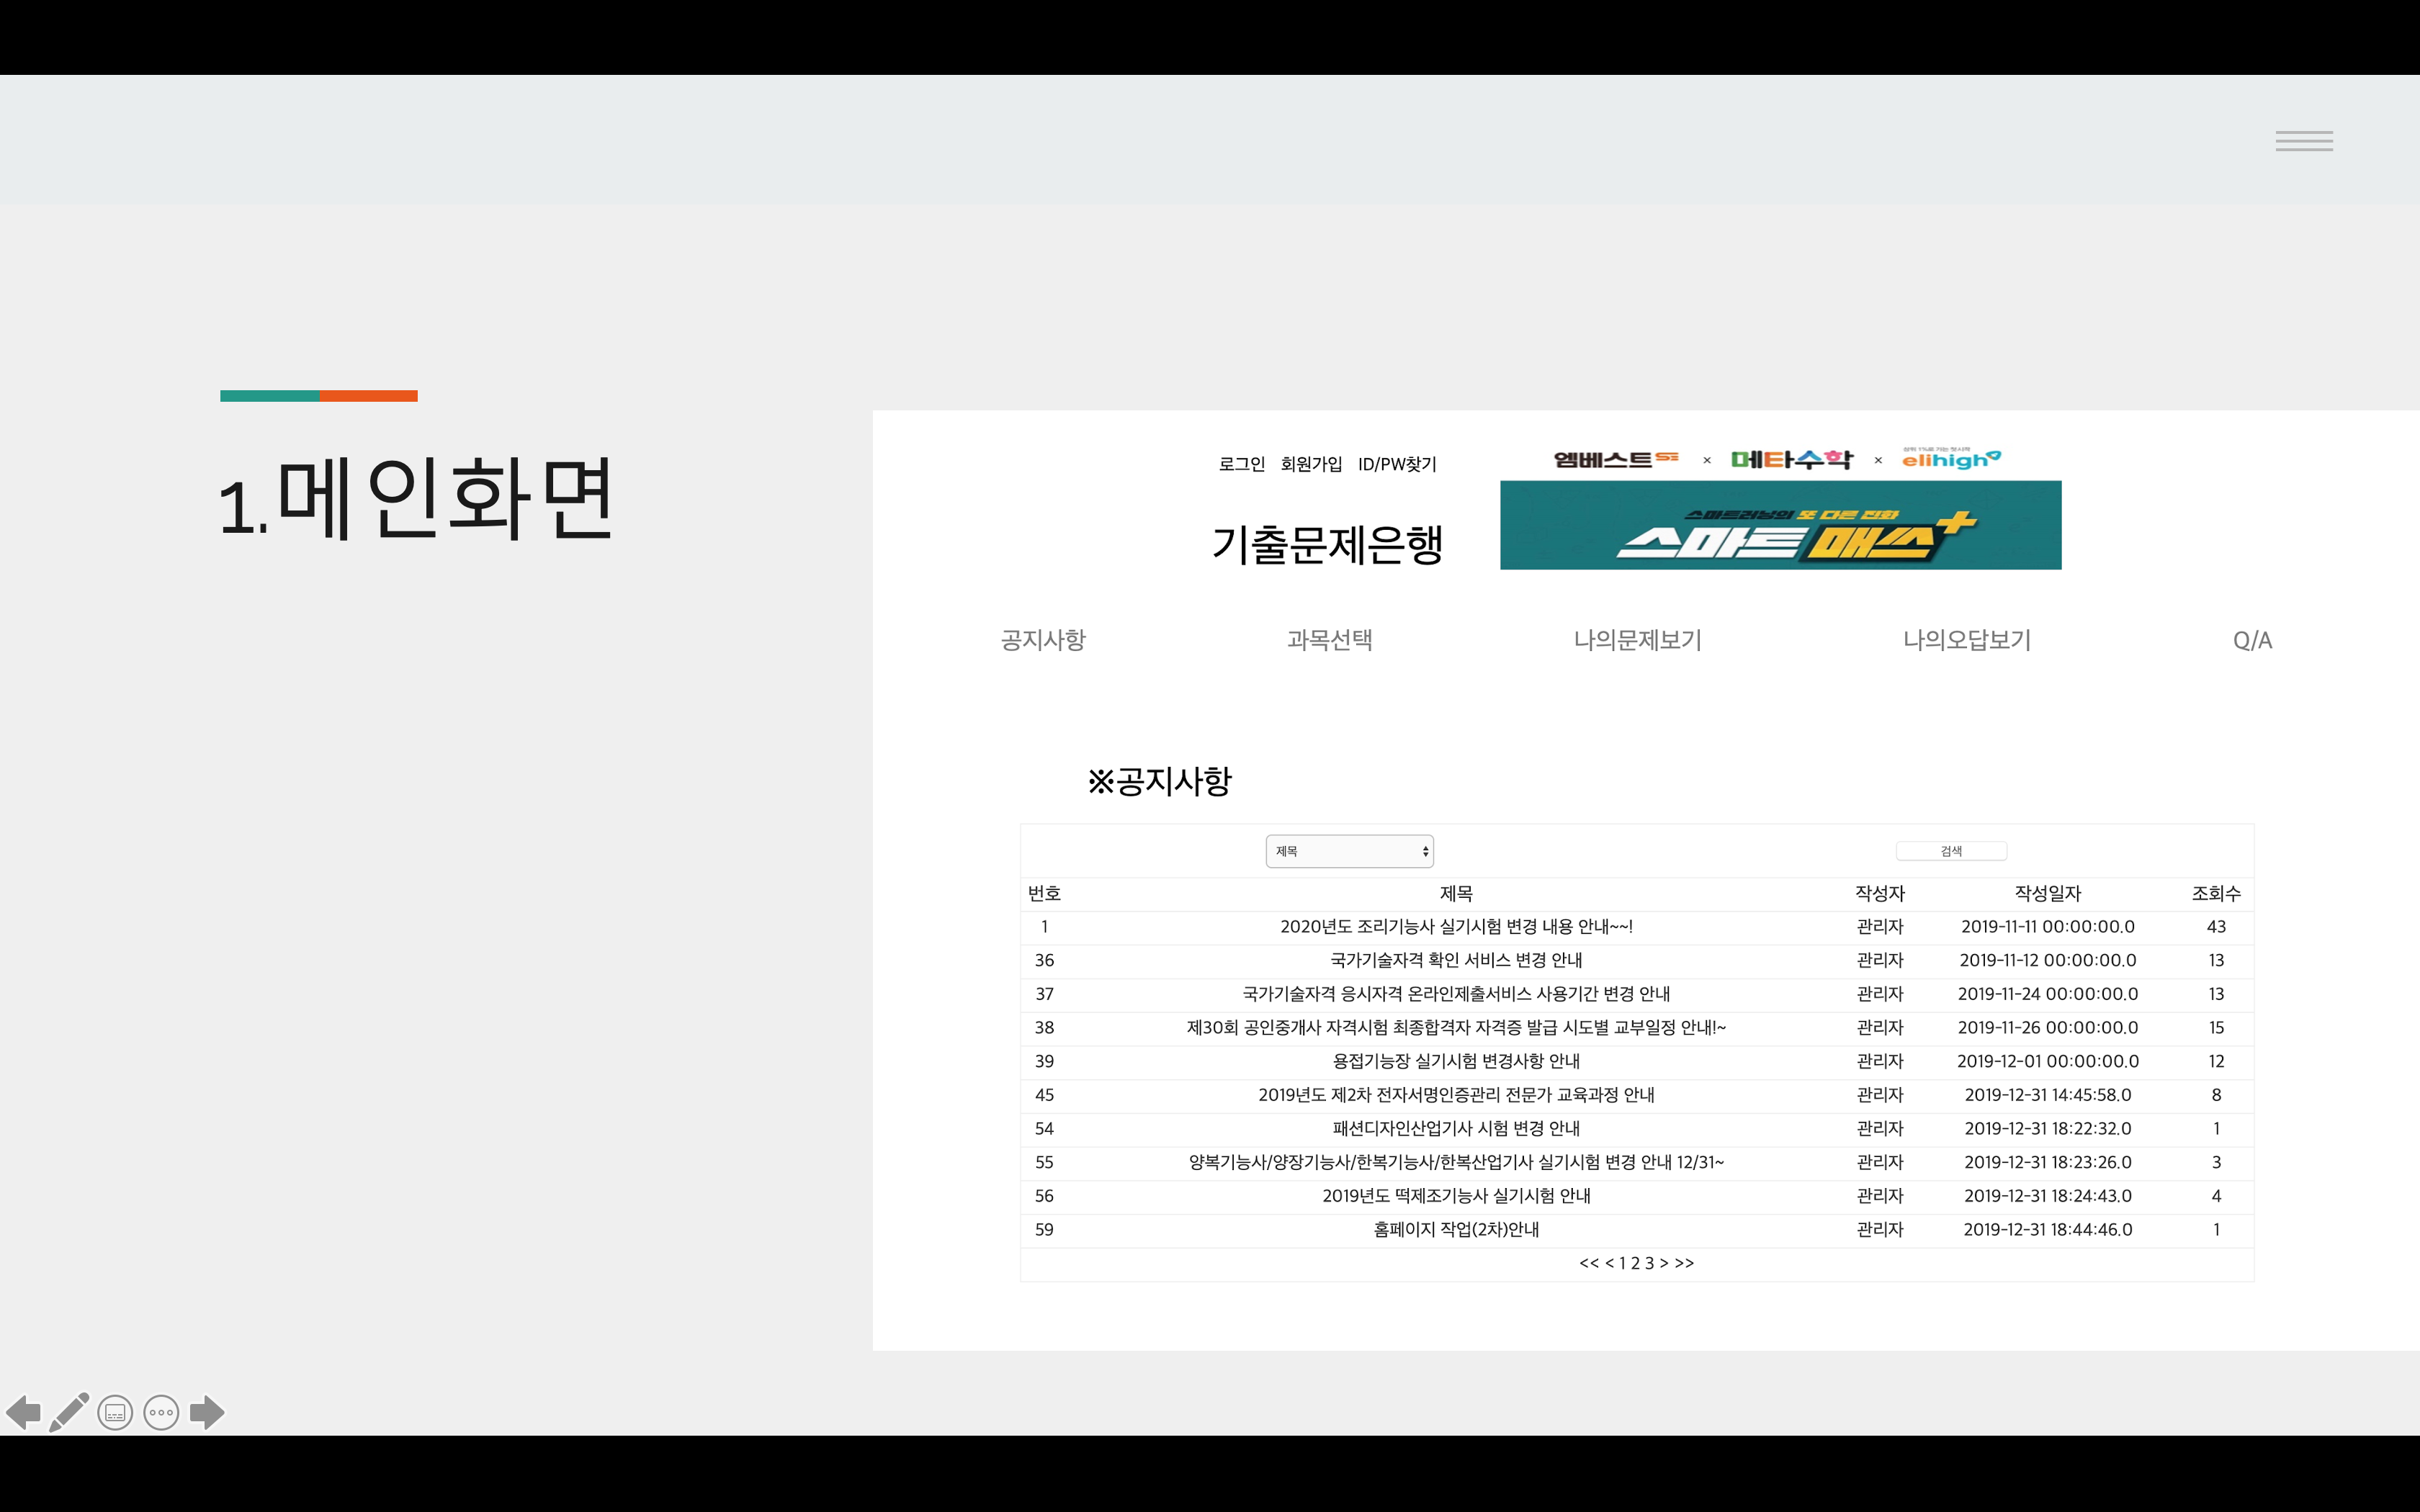 1.메인화면
로그인 회원가입 ID/PW찾기
엠베스트 SE × 메타수학 × elihigh
스마트러닝의 또 다른 진화
기출문제은행
스마트매쓰+
공지사항 과목선택 나의문제보기 나의오답보기 Q/A
※공지사항
제목 검색
번호 제목 작성자 작성일자 조회수
1 2020년도 조리기능사 실기시험 변경 내용 안내~~! 관리자 2019-11-11 00:00:00.0 43
36 국가기술자격 확인 서비스 변경 안내 관리자 2019-11-12 00:00:00.0 13
37 국가기술자격 응시자격 온라인제출서비스 사용기간 변경 안내 관리자 2019-11-24 00:00:00.0 13
38 제30회 공인중개사 자격시험 최종합격자 자격증 발급 시도별 교부일정 안내!~ 관리자 2019-11-26 00:00:00.0 15
39 용접기능장 실기시험 변경사항 안내 관리자 2019-12-01 00:00:00.0 12
45 2019년도 제2차 전자서명인증관리 전문가 교육과정 안내 관리자 2019-12-31 14:45:58.0 8
54 패션디자인산업기사 시험 변경 안내 관리자 2019-12-31 18:22:32.0 1
55 양복기능사/양장기능사/한복기능사/한복산업기사 실기시험 변경 안내 12/31~ 관리자 2019-12-31 18:23:26.0 3
56 2019년도 떡제조기능사 실기시험 안내 관리자 2019-12-31 18:24:43.0 4
59 홈페이지 작업(2차)안내 관리자 2019-12-31 18:44:46.0 1
<< < 1 2 3 > >>